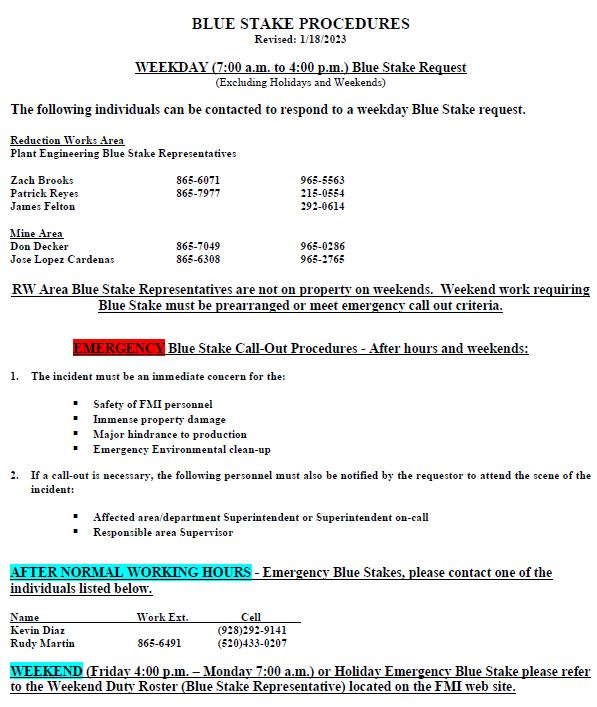 BLUE STAKE PROCEDURES
Revised: 1/18/2023
WEEKDAY (7:00 a.m. to 4:00 p.m.) Blue Stake Request
(Excluding Holidays and Weekends)
The following individuals can be contacted to respond to a weekday Blue Stake request.
Reduction Works Area
Plant Engineering Blue Stake Representatives
Zach Brooks 865-6071 965-5563
Patrick Reyes 865-7977 215-0554
James Felton 292-0614
Mine Area
Don Decker 865-7049 965-0286
Jose Lopez Cardenas 865-6308 965-2765
RW Area Blue Stake Representatives are not on property on weekends. Weekend work requiring
Blue Stake must be prearranged or meet emergency call out criteria.
EMERGENCY Blue Stake Call-Out Procedures - After hours and weekends:
1. The incident must be an immediate concern for the:
▪ Safety of FMI personnel
▪ Immense property damage
▪ Major hindrance to production
▪ Emergency Environmental clean-up
2. If a call-out is necessary, the following personnel must also be notified by the requestor to attend the scene of the
incident:
▪ Affected area/department Superintendent or Superintendent on-call
▪ Responsible area Supervisor
AFTER NORMAL WORKING HOURS - Emergency Blue Stakes, please contact one of the
individuals listed below.
Name Work Ext. Cell
Kevin Diaz (928)292-9141
Rudy Martin 865-6491 (520)433-0207
WEEKEND (Friday 4:00 p.m. – Monday 7:00 a.m.) or Holiday Emergency Blue Stake please refer
to the Weekend Duty Roster (Blue Stake Representative) located on the FMI web site.